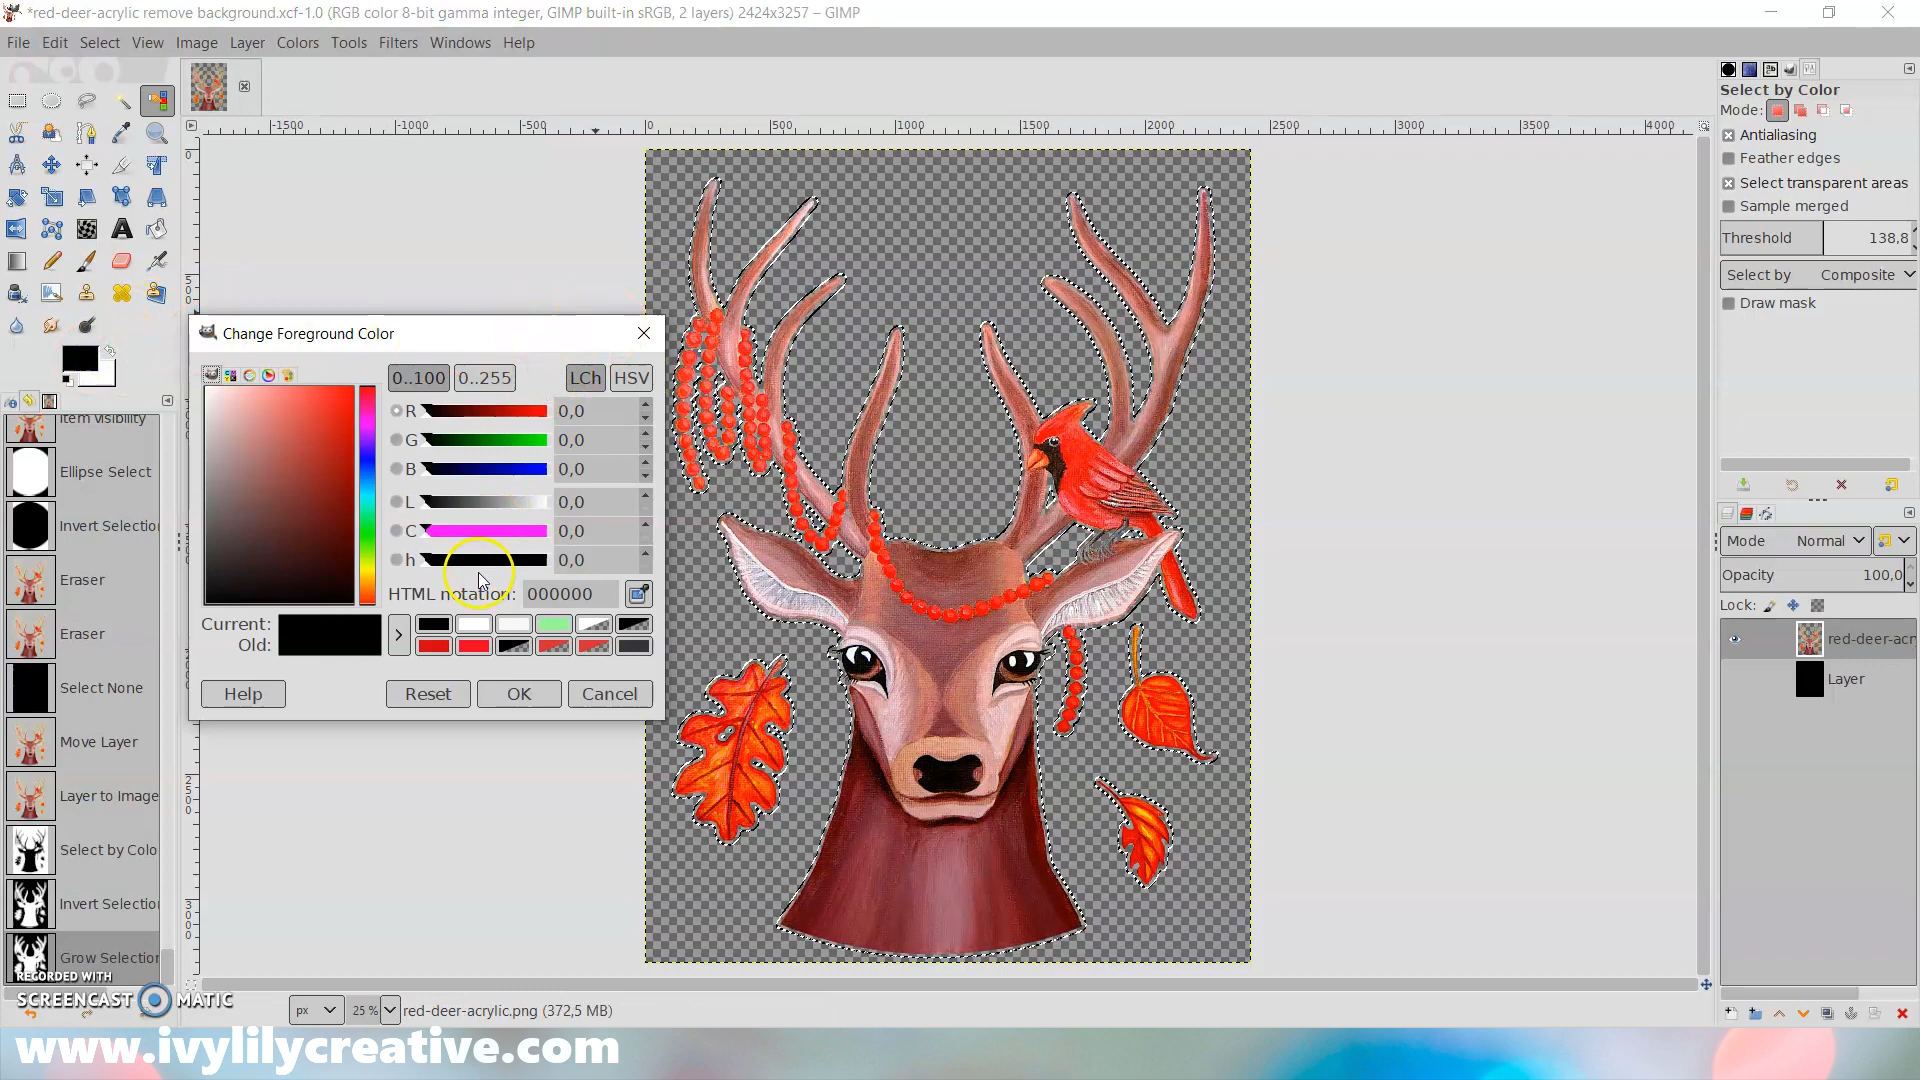 *red-deer-acrylic remove background.xcf-1.0 (RGB color 8-bit gamma integer, GIMP built-in sRGB, 2 layers) 2424x3257 – GIMP
File Edit Select View Image Layer Colors Tools Filters Windows Help
-1500 -1000 -500 0 500 1000 1500 2000 2500 3000 3500 4000
Select by Color
Mode:
Antialiasing
Feather edges
Select transparent areas
Sample merged
Threshold 138,8
Select by Composite
Draw mask
Change Foreground Color
0..100 0..255 LCh HSV
R 0,0
G 0,0
B 0,0
L 0,0
C 0,0
h 0,0
HTML notation: 000000
Current:
Old:
Help Reset OK Cancel
Item visibility
Ellipse Select
Invert Selectio
Eraser
Eraser
Select None
Move Layer
Layer to Image
Select by Colo
Invert Selectio
Grow Selection
Mode Normal
Opacity 100,0
Lock:
red-deer-acry
Layer
RECORDED WITH
SCREENCAST MATIC
px 25 % red-deer-acrylic.png (372,5 MB)
www.ivylilycreative.com